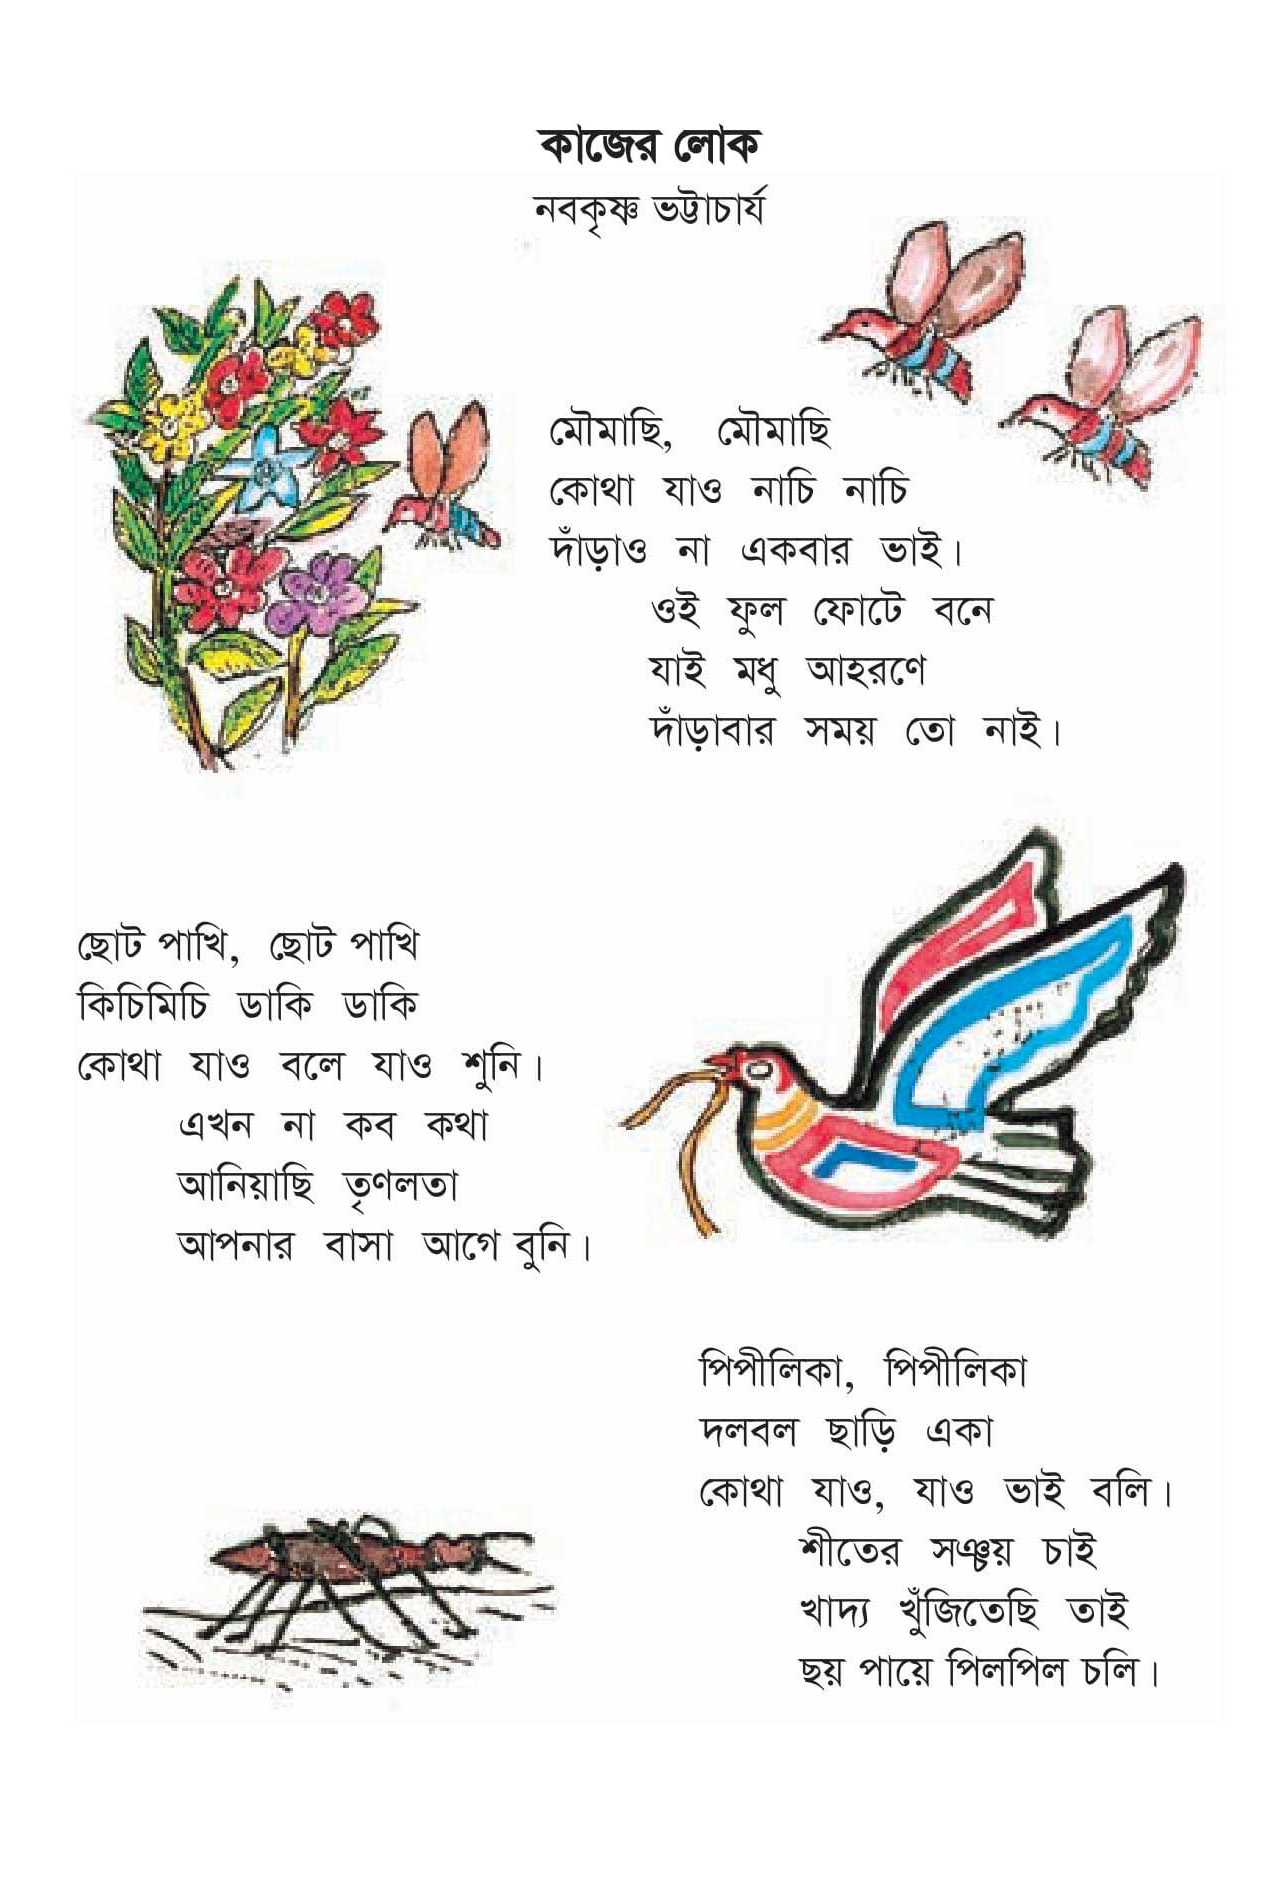 কাজের লোক
নবকৃষ্ণ ভট্টাচার্য
মৌমাছি, মৌমাছি
কোথা যাও নাচি নাচি
দাঁড়াও না একবার ভাই।
ওই ফুল ফোটে বনে
যাই মধু আহরণে
দাঁড়াবার সময় তো নাই।
ছোট পাখি, ছোট পাখি
কিচিমিচি ডাকি ডাকি
কোথা যাও বলে যাও শুনি।
এখন না কব কথা
আনিয়াছি তৃণলতা
আপনার বাসা আগে বুনি।
পিপীলিকা, পিপীলিকা
দলবল ছাড়ি একা
কোথা যাও, যাও ভাই বলি।
শীতের সঞ্চয় চাই
খাদ্য খুঁজিতেছি তাই
ছয় পায়ে পিলপিল চলি।